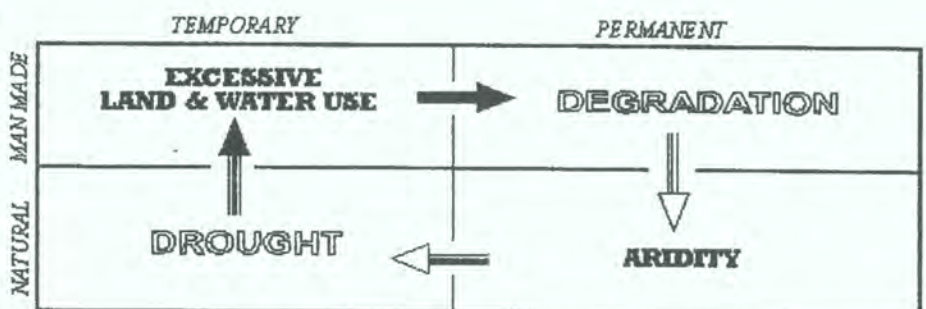 TEMPORARY PERMANENT
MAN MADE
EXCESSIVE
LAND & WATER USE
DEGRADATION
NATURAL
DROUGHT
ARIDITY